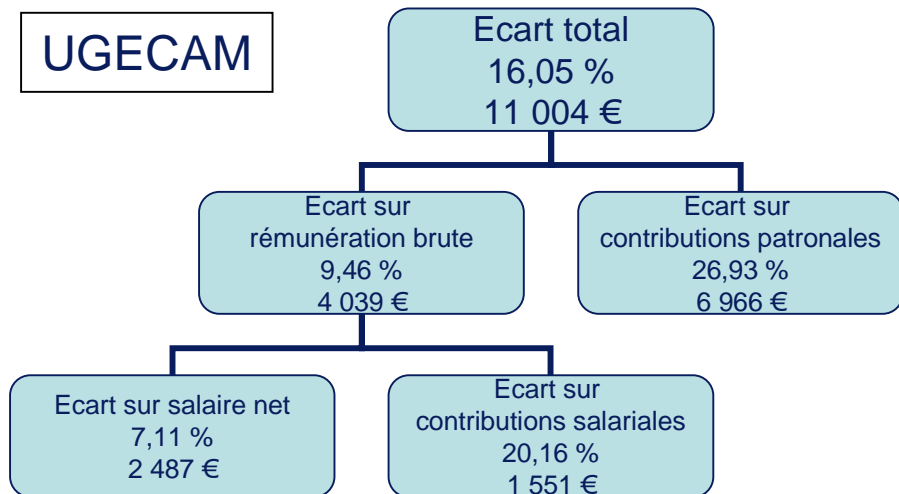 UGECAM
Ecart total
16,05 %
11 004 €
Ecart sur
rémunération brute
9,46 %
4 039 €
Ecart sur
contributions patronales
26,93 %
6 966 €
Ecart sur salaire net
7,11 %
2 487 €
Ecart sur
contributions salariales
20,16 %
1 551 €